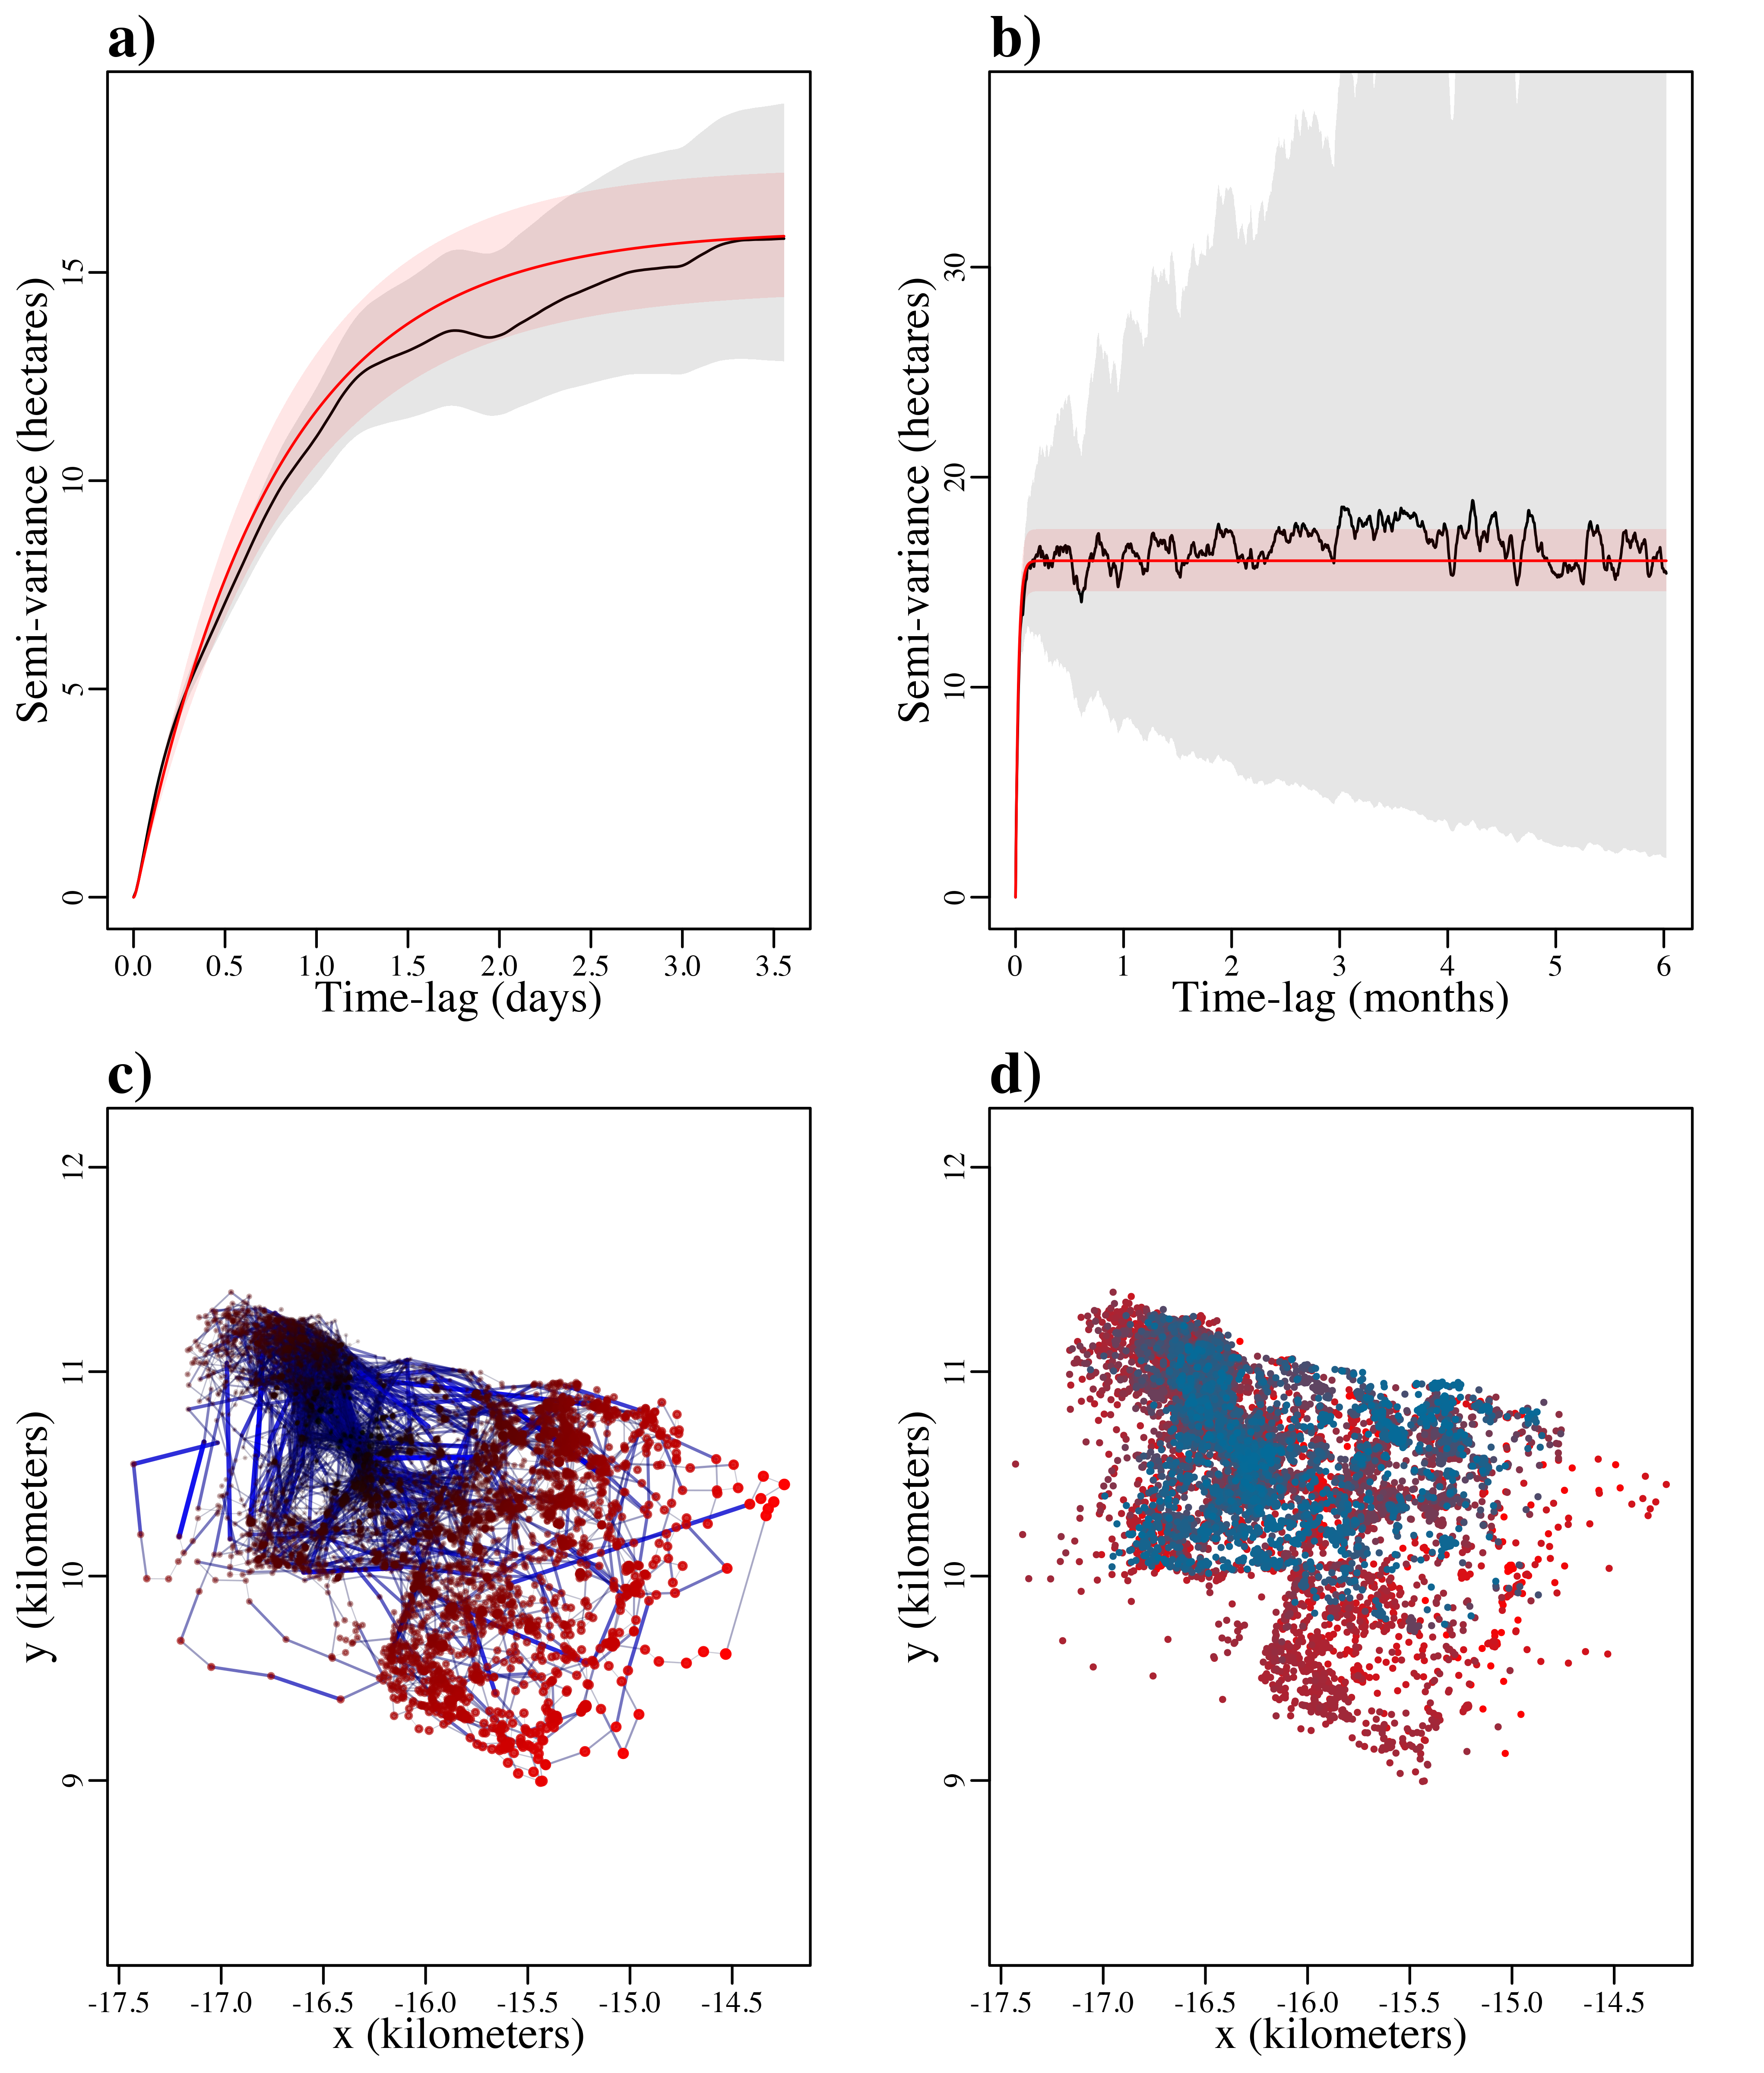 a)
Semi-variance (hectares)
0 5 10 15
0.0 0.5 1.0 1.5 2.0 2.5 3.0 3.5
Time-lag (days)
b)
Semi-variance (hectares)
0 10 20 30
0 1 2 3 4 5 6
Time-lag (months)
c)
y (kilometers)
9 10 11 12
-17.5 -17.0 -16.5 -16.0 -15.5 -15.0 -14.5
x (kilometers)
d)
y (kilometers)
9 10 11 12
-17.5 -17.0 -16.5 -16.0 -15.5 -15.0 -14.5
x (kilometers)